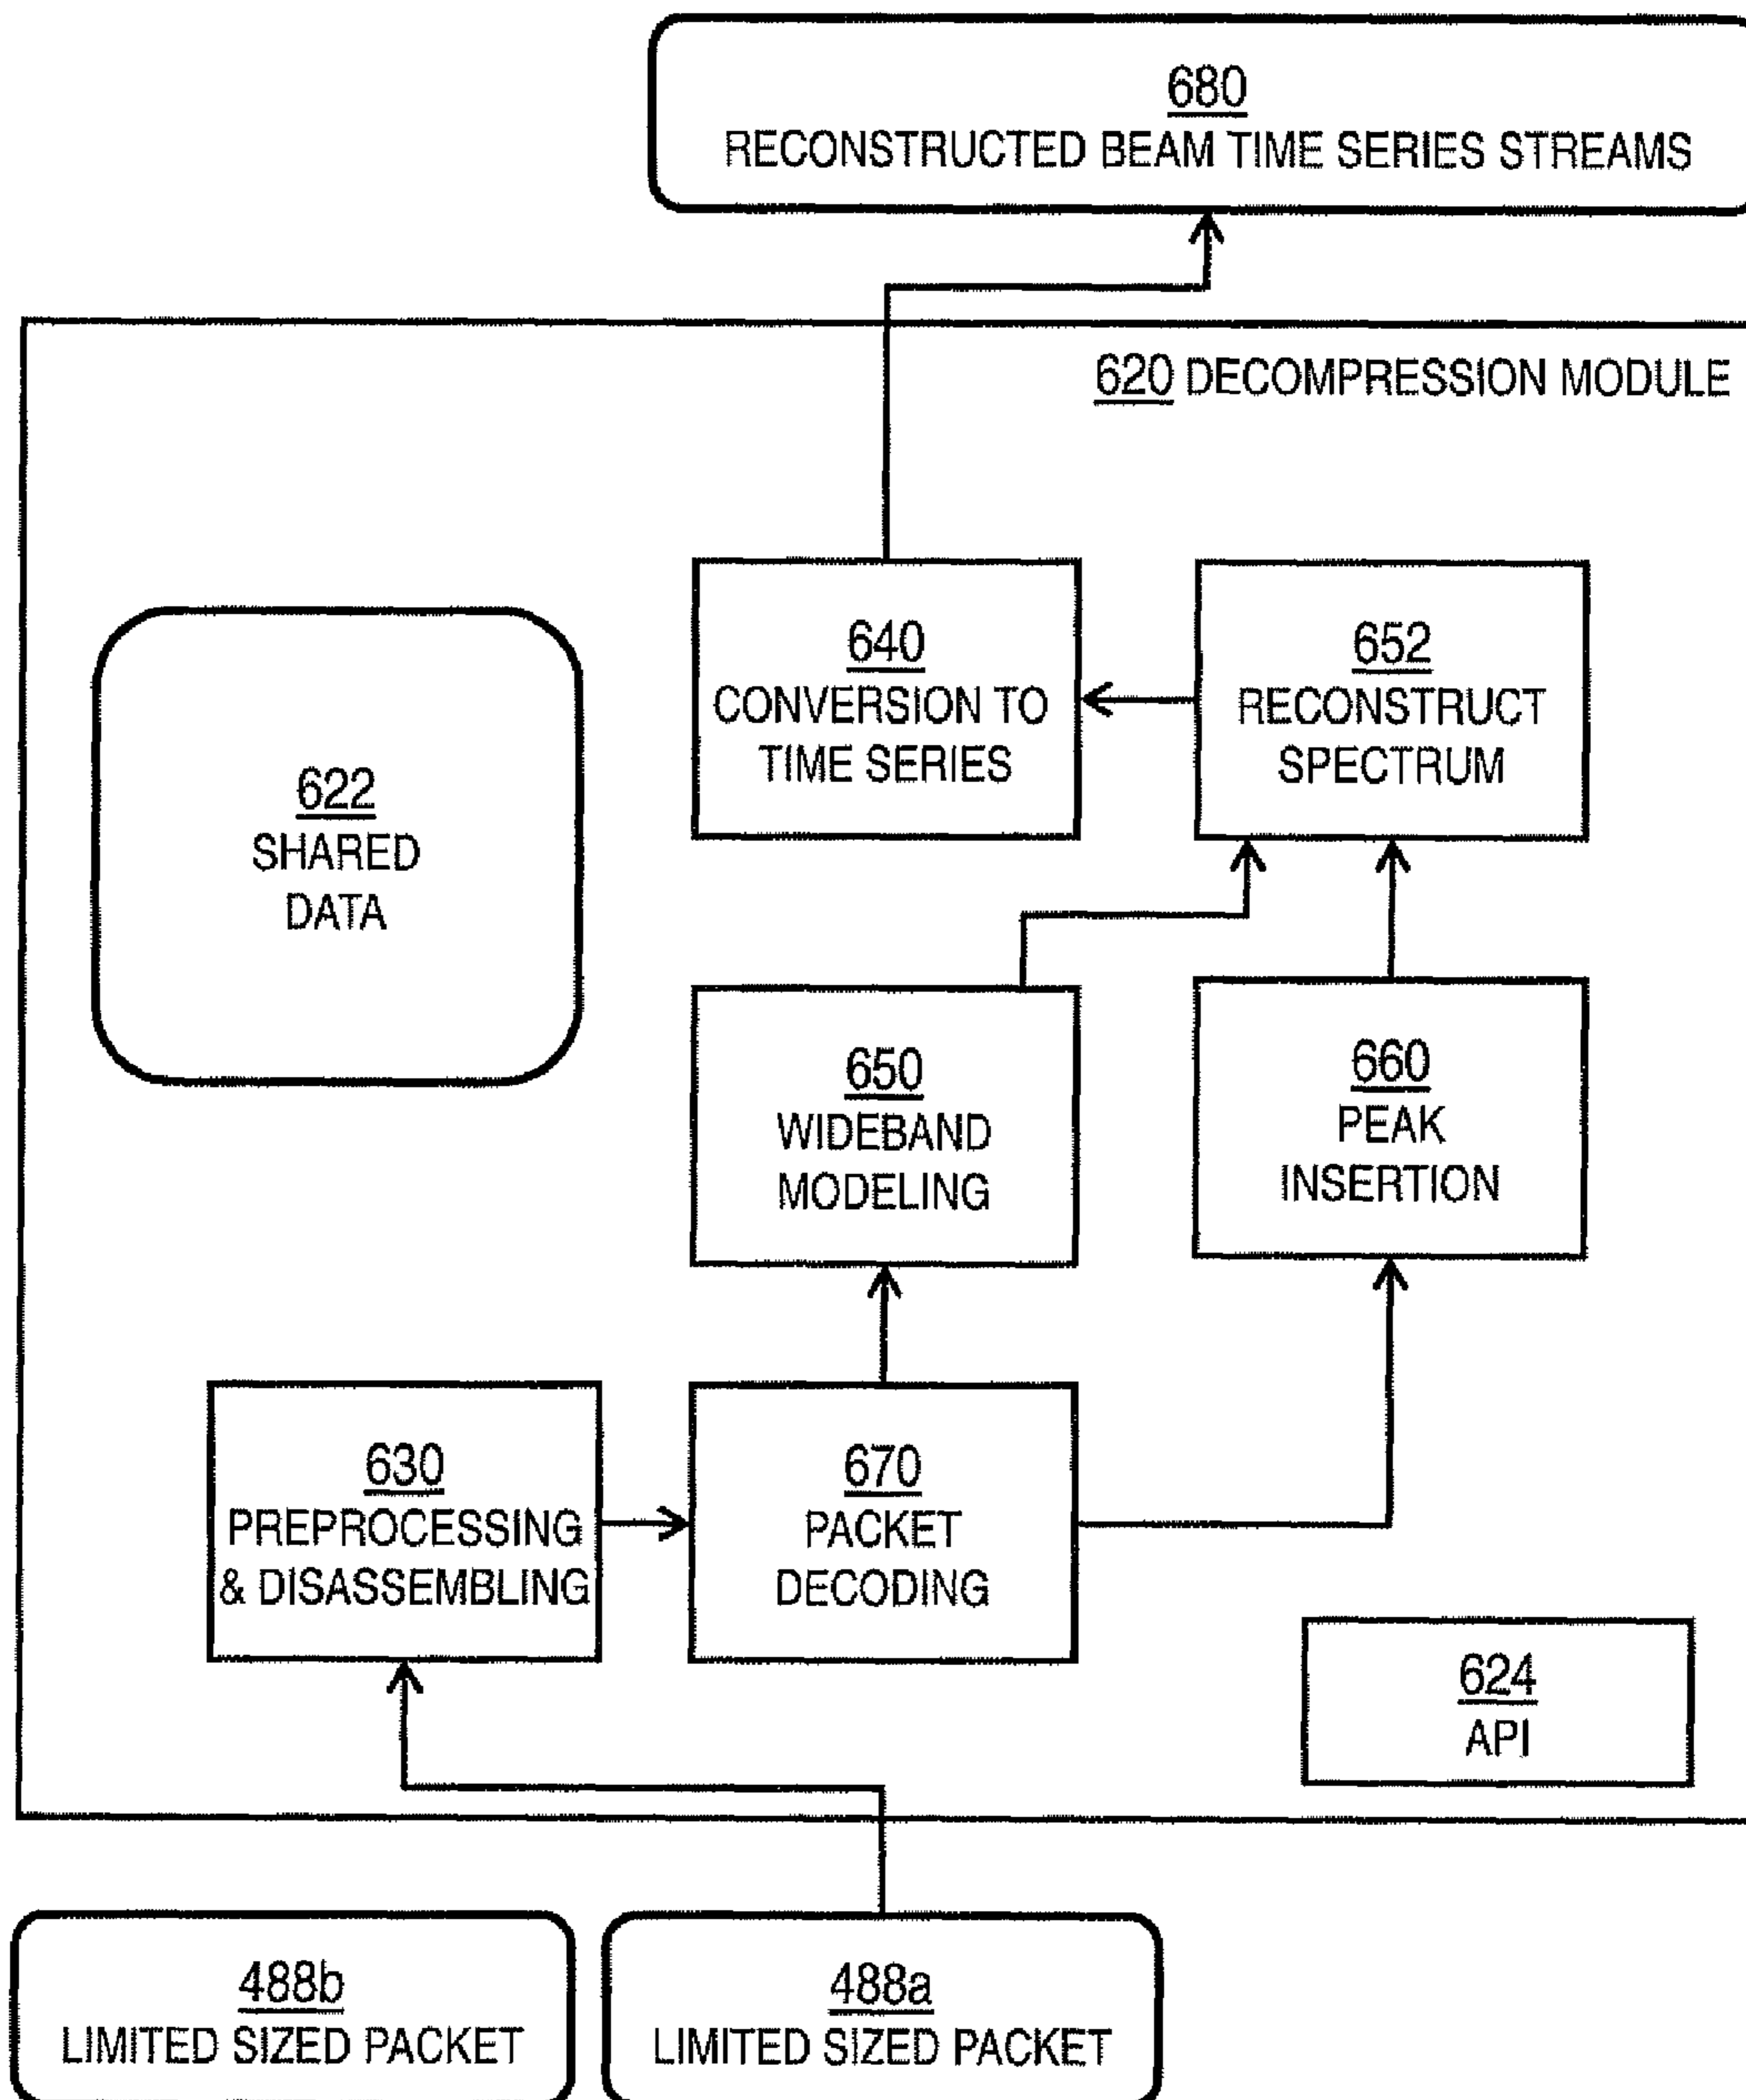 680
RECONSTRUCTED BEAM TIME SERIES STREAMS
620 DECOMPRESSION MODULE
622
SHARED
DATA
640
CONVERSION TO
TIME SERIES
652
RECONSTRUCT
SPECTRUM
650
WIDEBAND
MODELING
660
PEAK
INSERTION
630
PREPROCESSING
& DISASSEMBLING
670
PACKET
DECODING
624
API
488b
LIMITED SIZED PACKET
488a
LIMITED SIZED PACKET